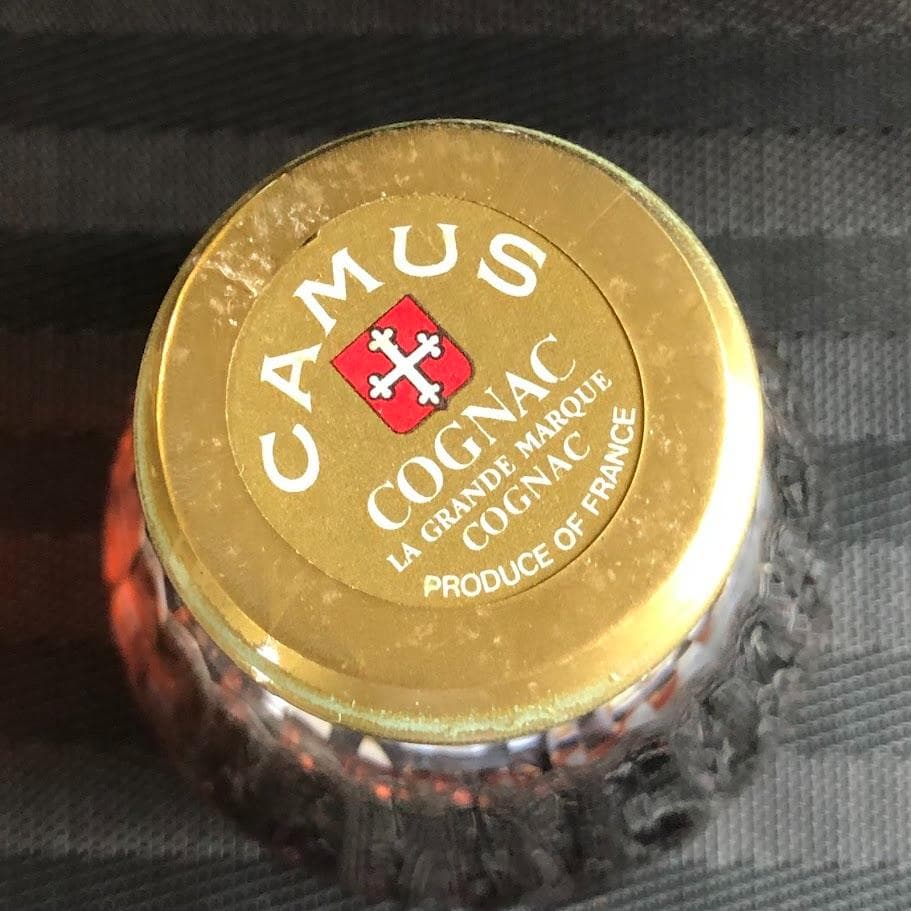 CAMUS
COGNAC
LA GRANDE MARQUE
COGNAC
PRODUCE OF FRANCE